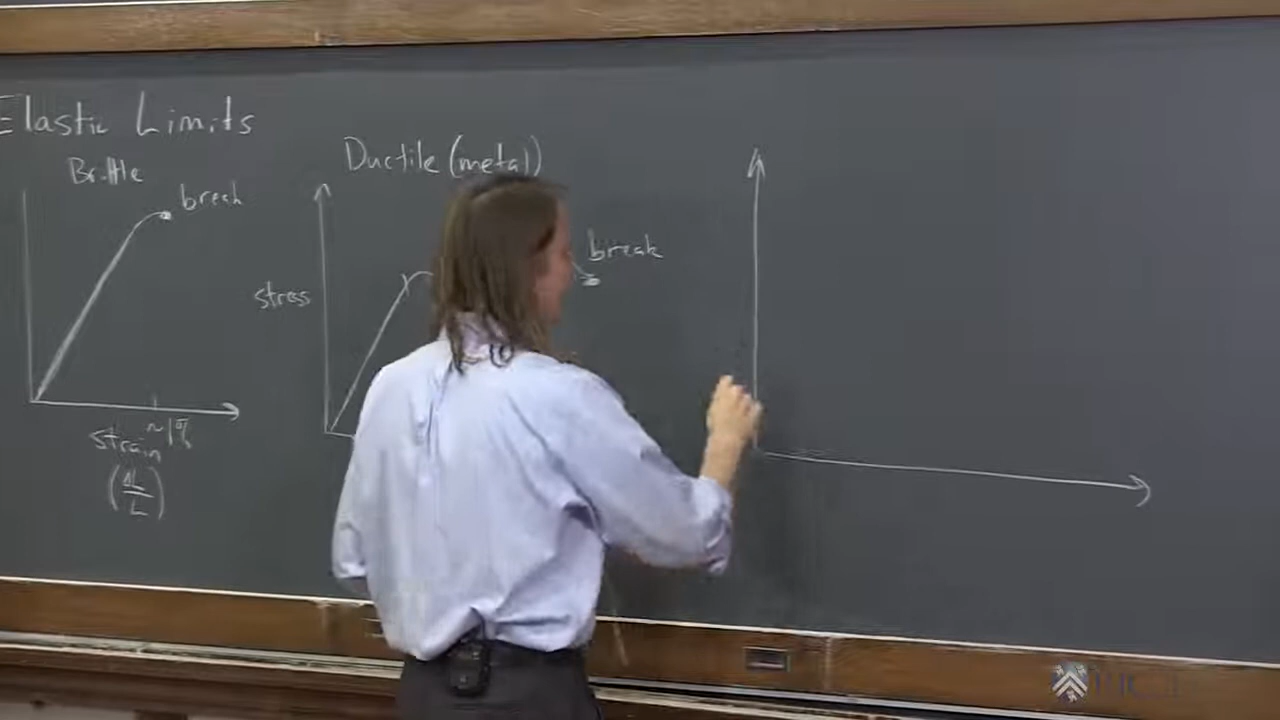 Elastic Limits
Brittle
break
strain
~1%
(ΔL/L)
Ductile (metal)
stress
break